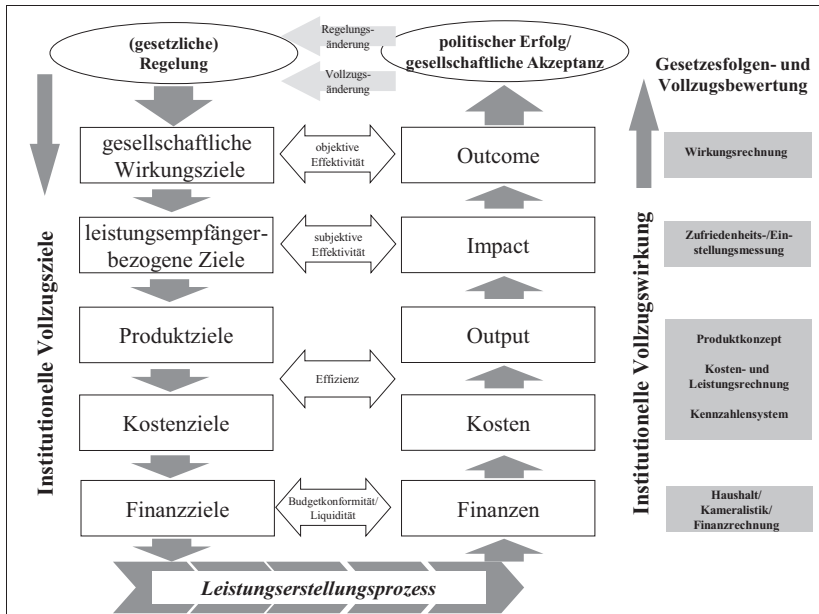 (gesetzliche)
Regelung
Regelungs-
änderung
Vollzugs-
änderung
politischer Erfolg/
gesellschaftliche Akzeptanz
Gesetzesfolgen- und
Vollzugsbewertung
gesellschaftliche
Wirkungsziele
objektive
Effektivität
Outcome
Wirkungsrechnung
leistungsempfänger-
bezogene Ziele
subjektive
Effektivität
Impact
Zufriedenheits-/Ein-
stellungsmessung
Institutionelle Vollzugsziele
Institutionelle Vollzugswirkung
Produktziele
Output
Produktkonzept
Kosten- und
Leistungsrechnung
Kennzahlensystem
Effizienz
Kostenziele
Kosten
Finanzziele
Budgetkonformität/
Liquidität
Finanzen
Haushalt/
Kameralistik/
Finanzrechnung
Leistungserstellungsprozess